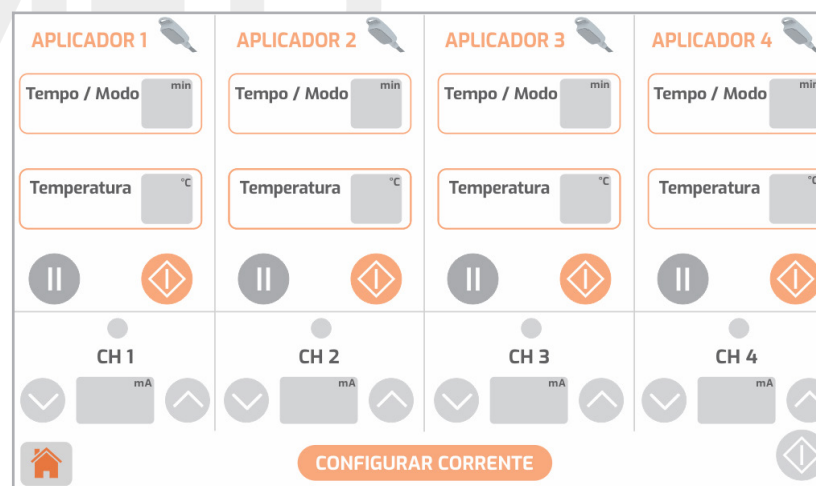 APLICADOR 1 APLICADOR 2 APLICADOR 3 APLICADOR 4
min min min min
Tempo / Modo Tempo / Modo Tempo / Modo Tempo / Modo
°C °C °C °C
Temperatura Temperatura Temperatura Temperatura
CH 1 CH 2 CH 3 CH 4
mA mA mA mA
CONFIGURAR CORRENTE